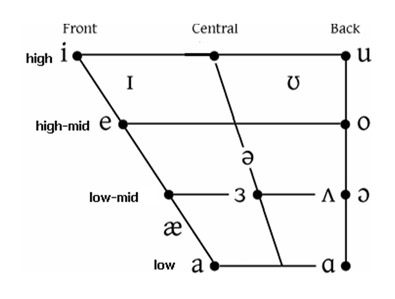 Front Central Back
high i u
ɪ ʊ
high-mid e o
ə
low-mid ɜ ʌ ɔ
æ
low a ɑ